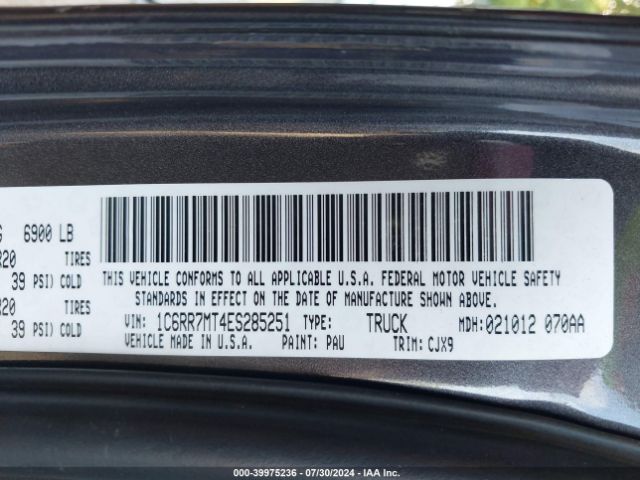 6900 LB
R20 TIRES
39 PSI) COLD
R20 TIRES
39 PSI) COLD
THIS VEHICLE CONFORMS TO ALL APPLICABLE U.S.A. FEDERAL MOTOR VEHICLE SAFETY
STANDARDS IN EFFECT ON THE DATE OF MANUFACTURE SHOWN ABOVE.
VIN: 1C6RR7MT4ES285251 TYPE: TRUCK MDH:021012 070AA
VEHICLE MADE IN U.S.A. PAINT: PAU TRIM: CJX9
000-39975236 - 07/30/2024 - IAA Inc.